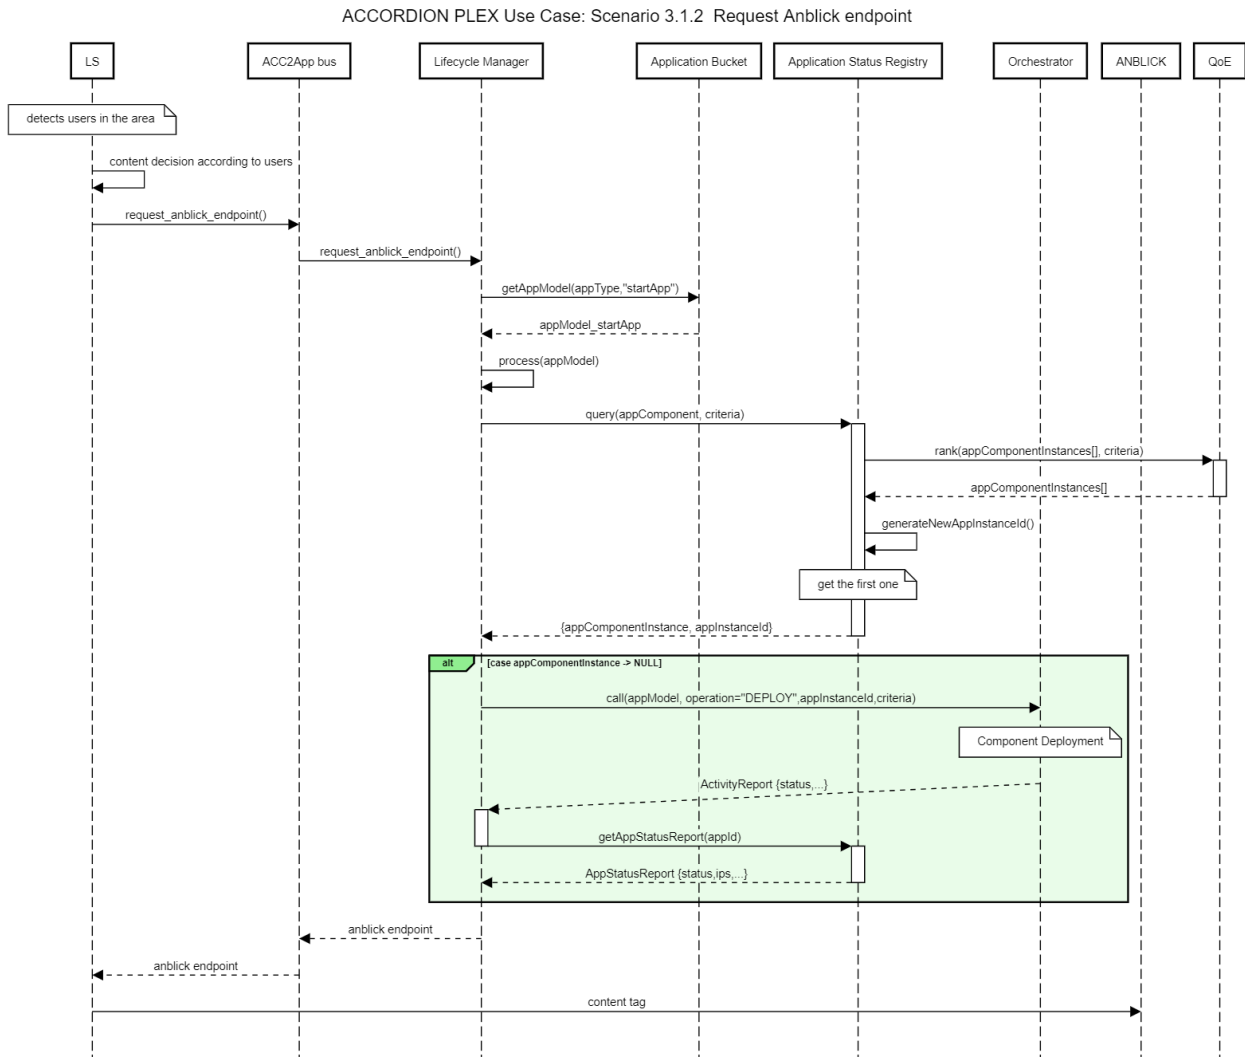 ACCORDION PLEX Use Case: Scenario 3.1.2  Request Anblick endpoint
LS
ACC2App bus
Lifecycle Manager
Application Bucket
Application Status Registry
Orchestrator
ANBLICK
QoE
detects users in the area
content decision according to users
request_anblick_endpoint()
request_anblick_endpoint()
getAppModel(appType,"startApp")
appModel_startApp
process(appModel)
query(appComponent, criteria)
rank(appComponentInstances[], criteria)
appComponentInstances[]
generateNewAppInstanceId()
get the first one
{appComponentInstance, appInstanceId}
alt
[case appComponentInstance -> NULL]
call(appModel, operation="DEPLOY",appInstanceId,criteria)
Component Deployment
ActivityReport {status,...}
getAppStatusReport(appId)
AppStatusReport {status,ips,...}
anblick endpoint
anblick endpoint
content tag